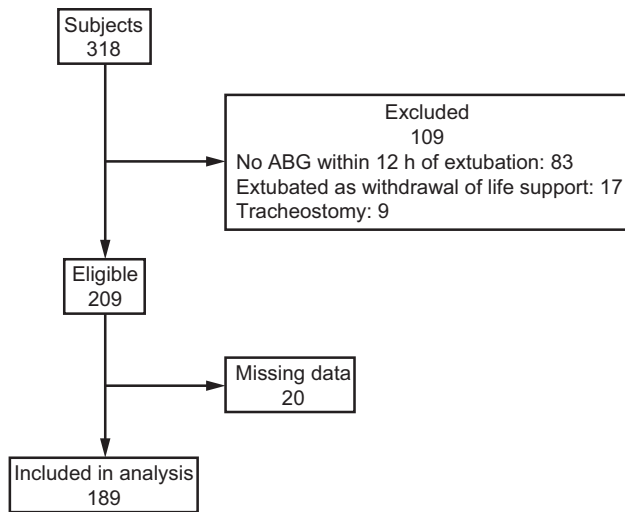 Subjects
318
Excluded
109
No ABG within 12 h of extubation: 83
Extubated as withdrawal of life support: 17
Tracheostomy: 9
Eligible
209
Missing data
20
Included in analysis
189